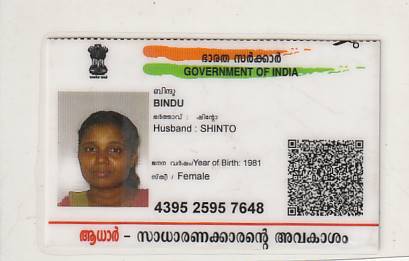 ഭാരത സർക്കാർ
GOVERNMENT OF INDIA
ബിന്ദു
BINDU
ഭർത്താവ് : ഷിന്റോ
Husband : SHINTO
ജനന വർഷം/Year of Birth: 1981
സ്ത്രീ / Female
4395 2595 7648
ആധാർ - സാധാരണക്കാരന്റെ അവകാശം